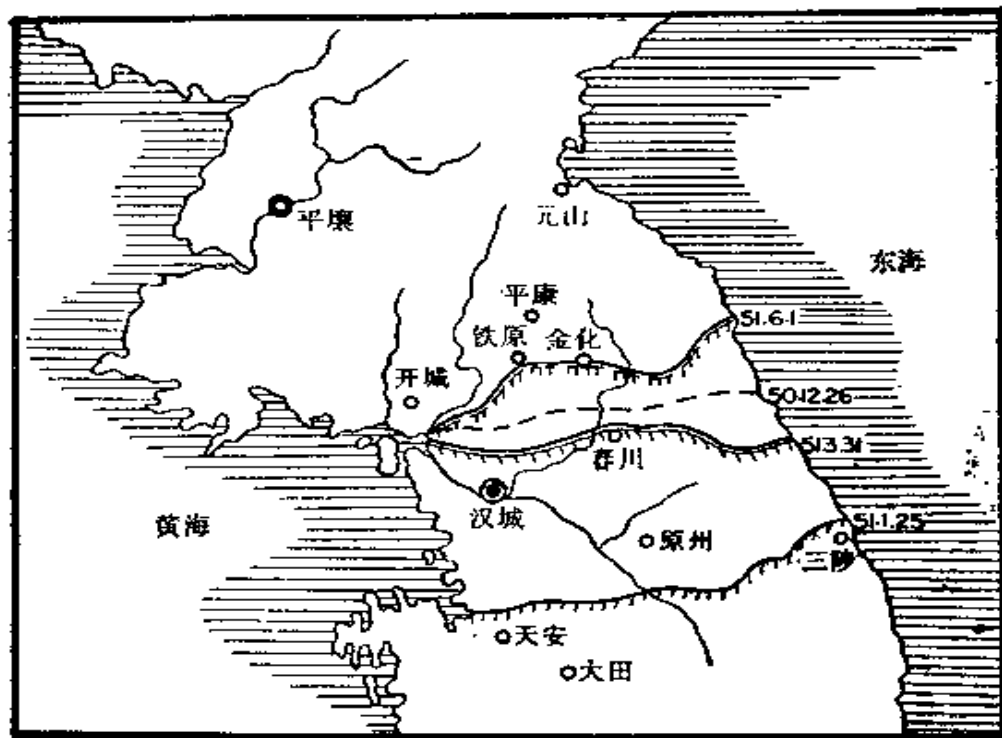 平壤
元山
东海
平康
51.6.1
铁原
金化
开城
50.12.26
51.3.31
春川
汉城
黄海
原州
51.1.25
三陟
天安
大田